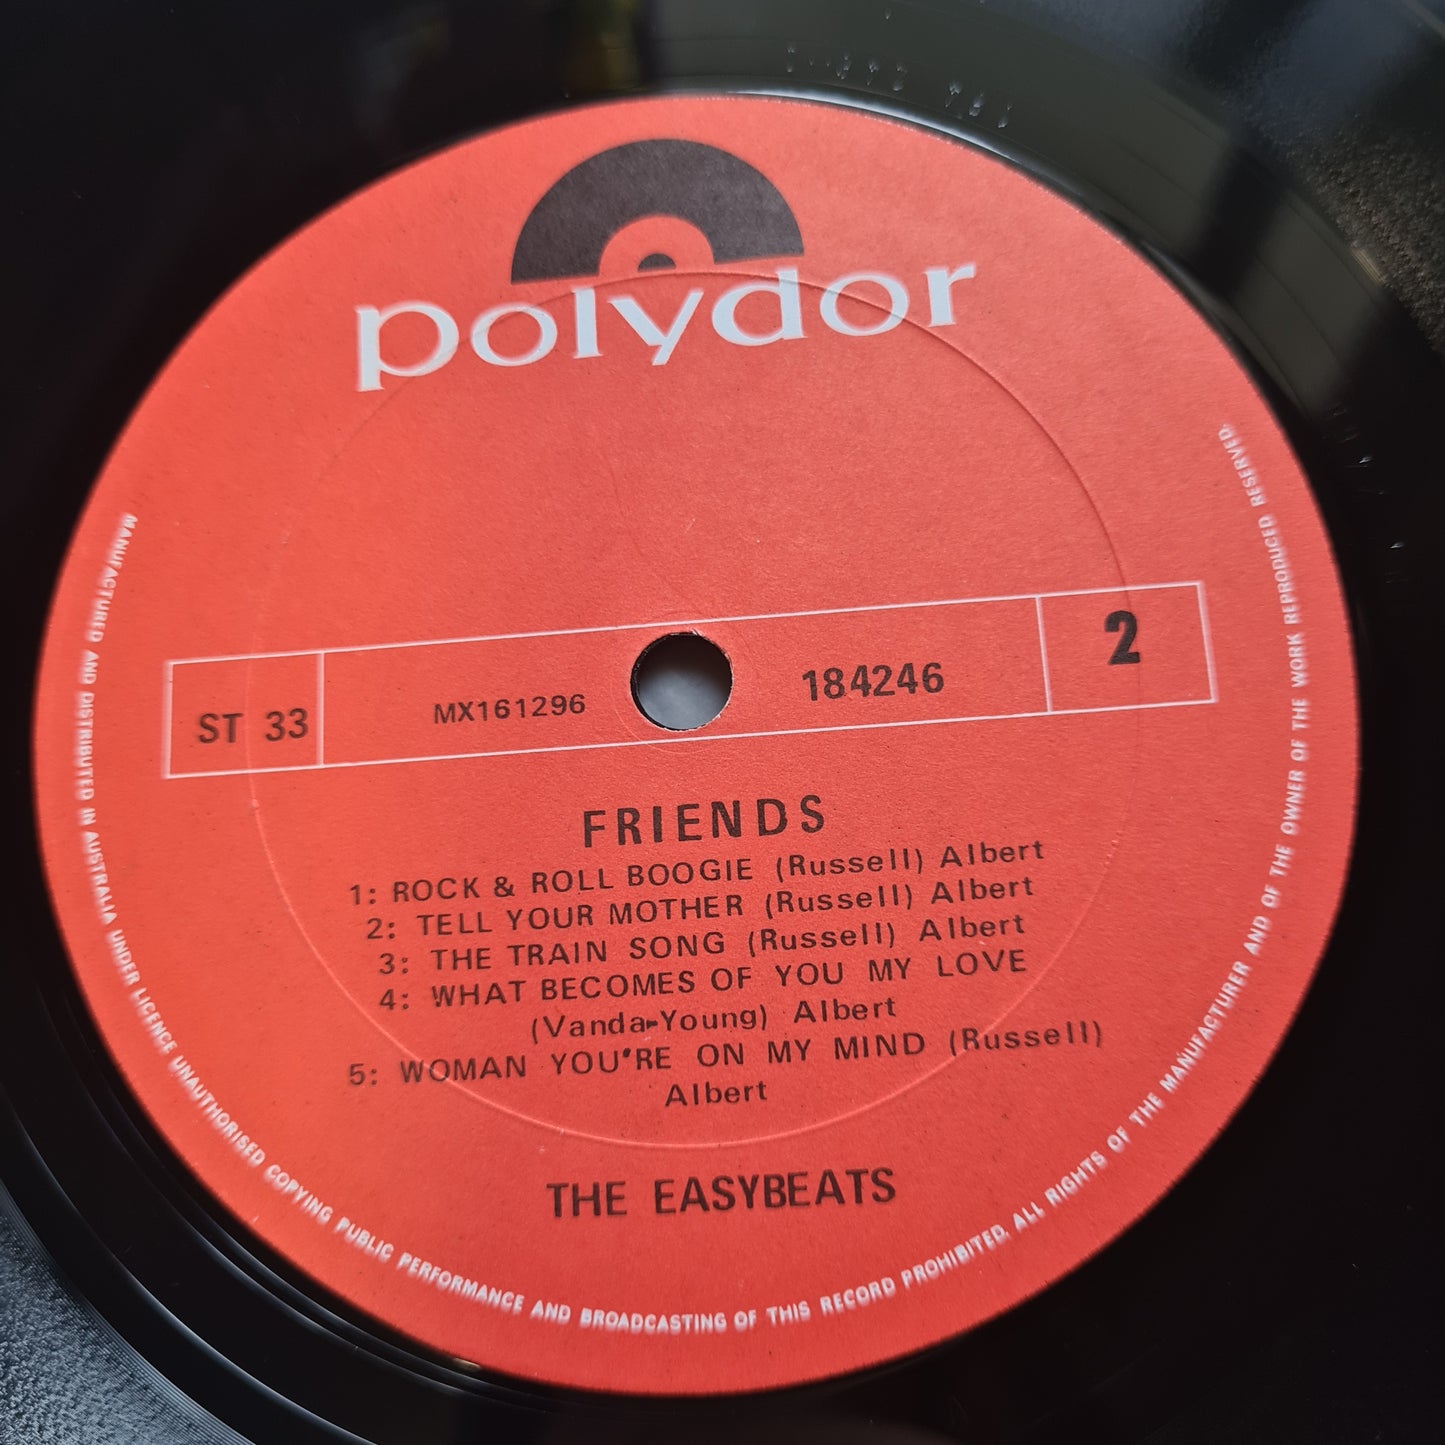 polydor
ST 33 MX161296 184246 2
FRIENDS
1: ROCK & ROLL BOOGIE (Russell) Albert
2: TELL YOUR MOTHER (Russell) Albert
3: THE TRAIN SONG (Russell) Albert
4: WHAT BECOMES OF YOU MY LOVE
(Vanda-Young) Albert
5: WOMAN YOU'RE ON MY MIND (Russell)
Albert
THE EASYBEATS
MANUFACTURED AND DISTRIBUTED IN AUSTRALIA UNDER LICENCE UNAUTHORISED COPYING PUBLIC PERFORMANCE AND BROADCASTING OF THIS RECORD PROHIBITED. ALL RIGHTS OF THE MANUFACTURER AND OF THE OWNER OF THE WORK REPRODUCED RESERVED.